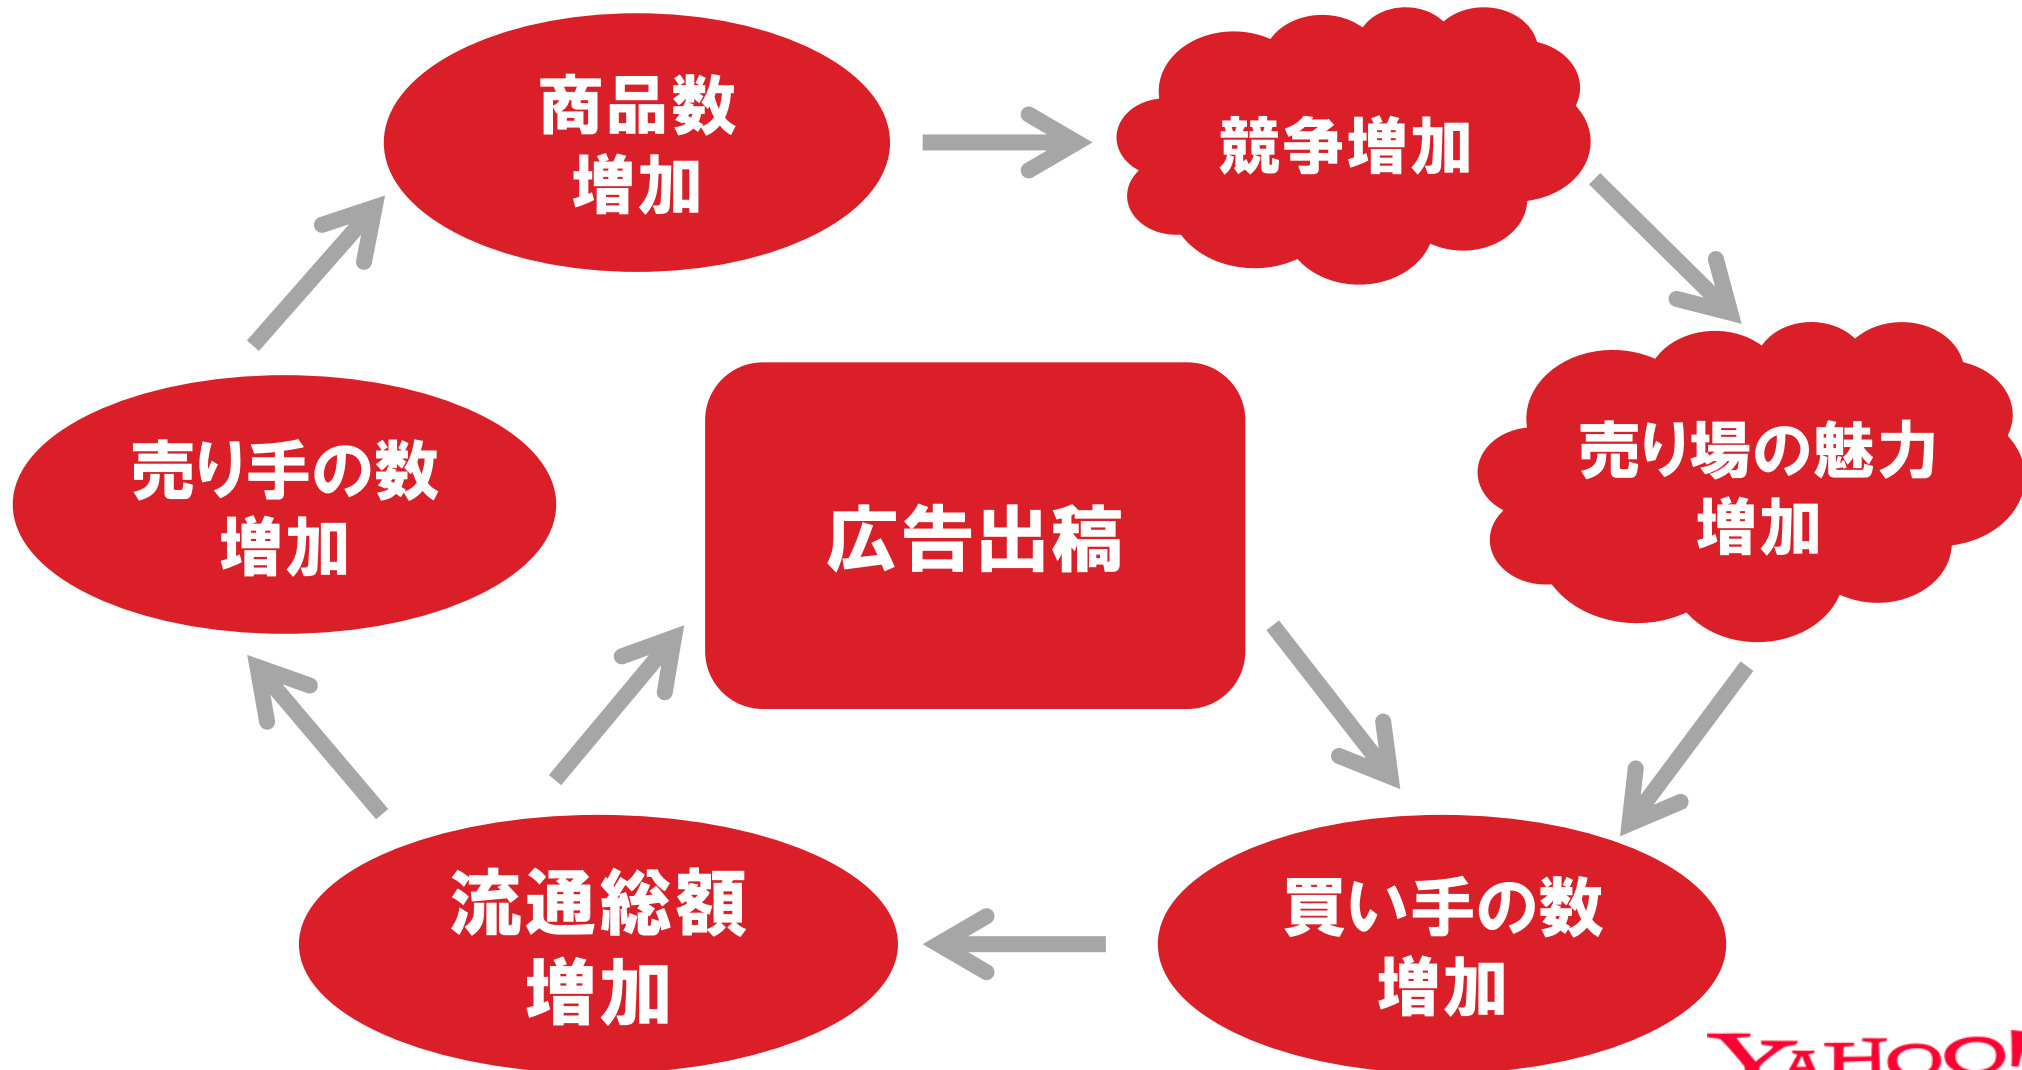 商品数
増加
競争増加
売り手の数
増加
広告出稿
売り場の魅力
増加
流通総額
増加
買い手の数
増加
YAHOO!